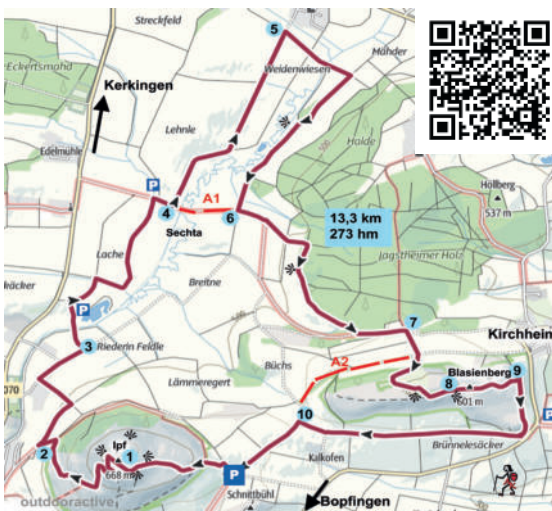 Streckfeld
5
Eckertsmahd
Mähder
Weidenwiesen
Kerkingen
Lehnle
Halde
Edelmühle
P
A1
Höllberg
537 m
4
6
13,3 km
273 hm
Sechta
Lache
Jagstheimer Holz
Breitne
P
7
Kirchheim
3
Riederin Feldle
A2
Büchs
Blasienberg
9
8
Lämmeregert
601 m
10
Ipf
Brünnelesäcker
2
1
Kalkofen
668 m
P
Schnittbühl
Bopfingen
outdooractive